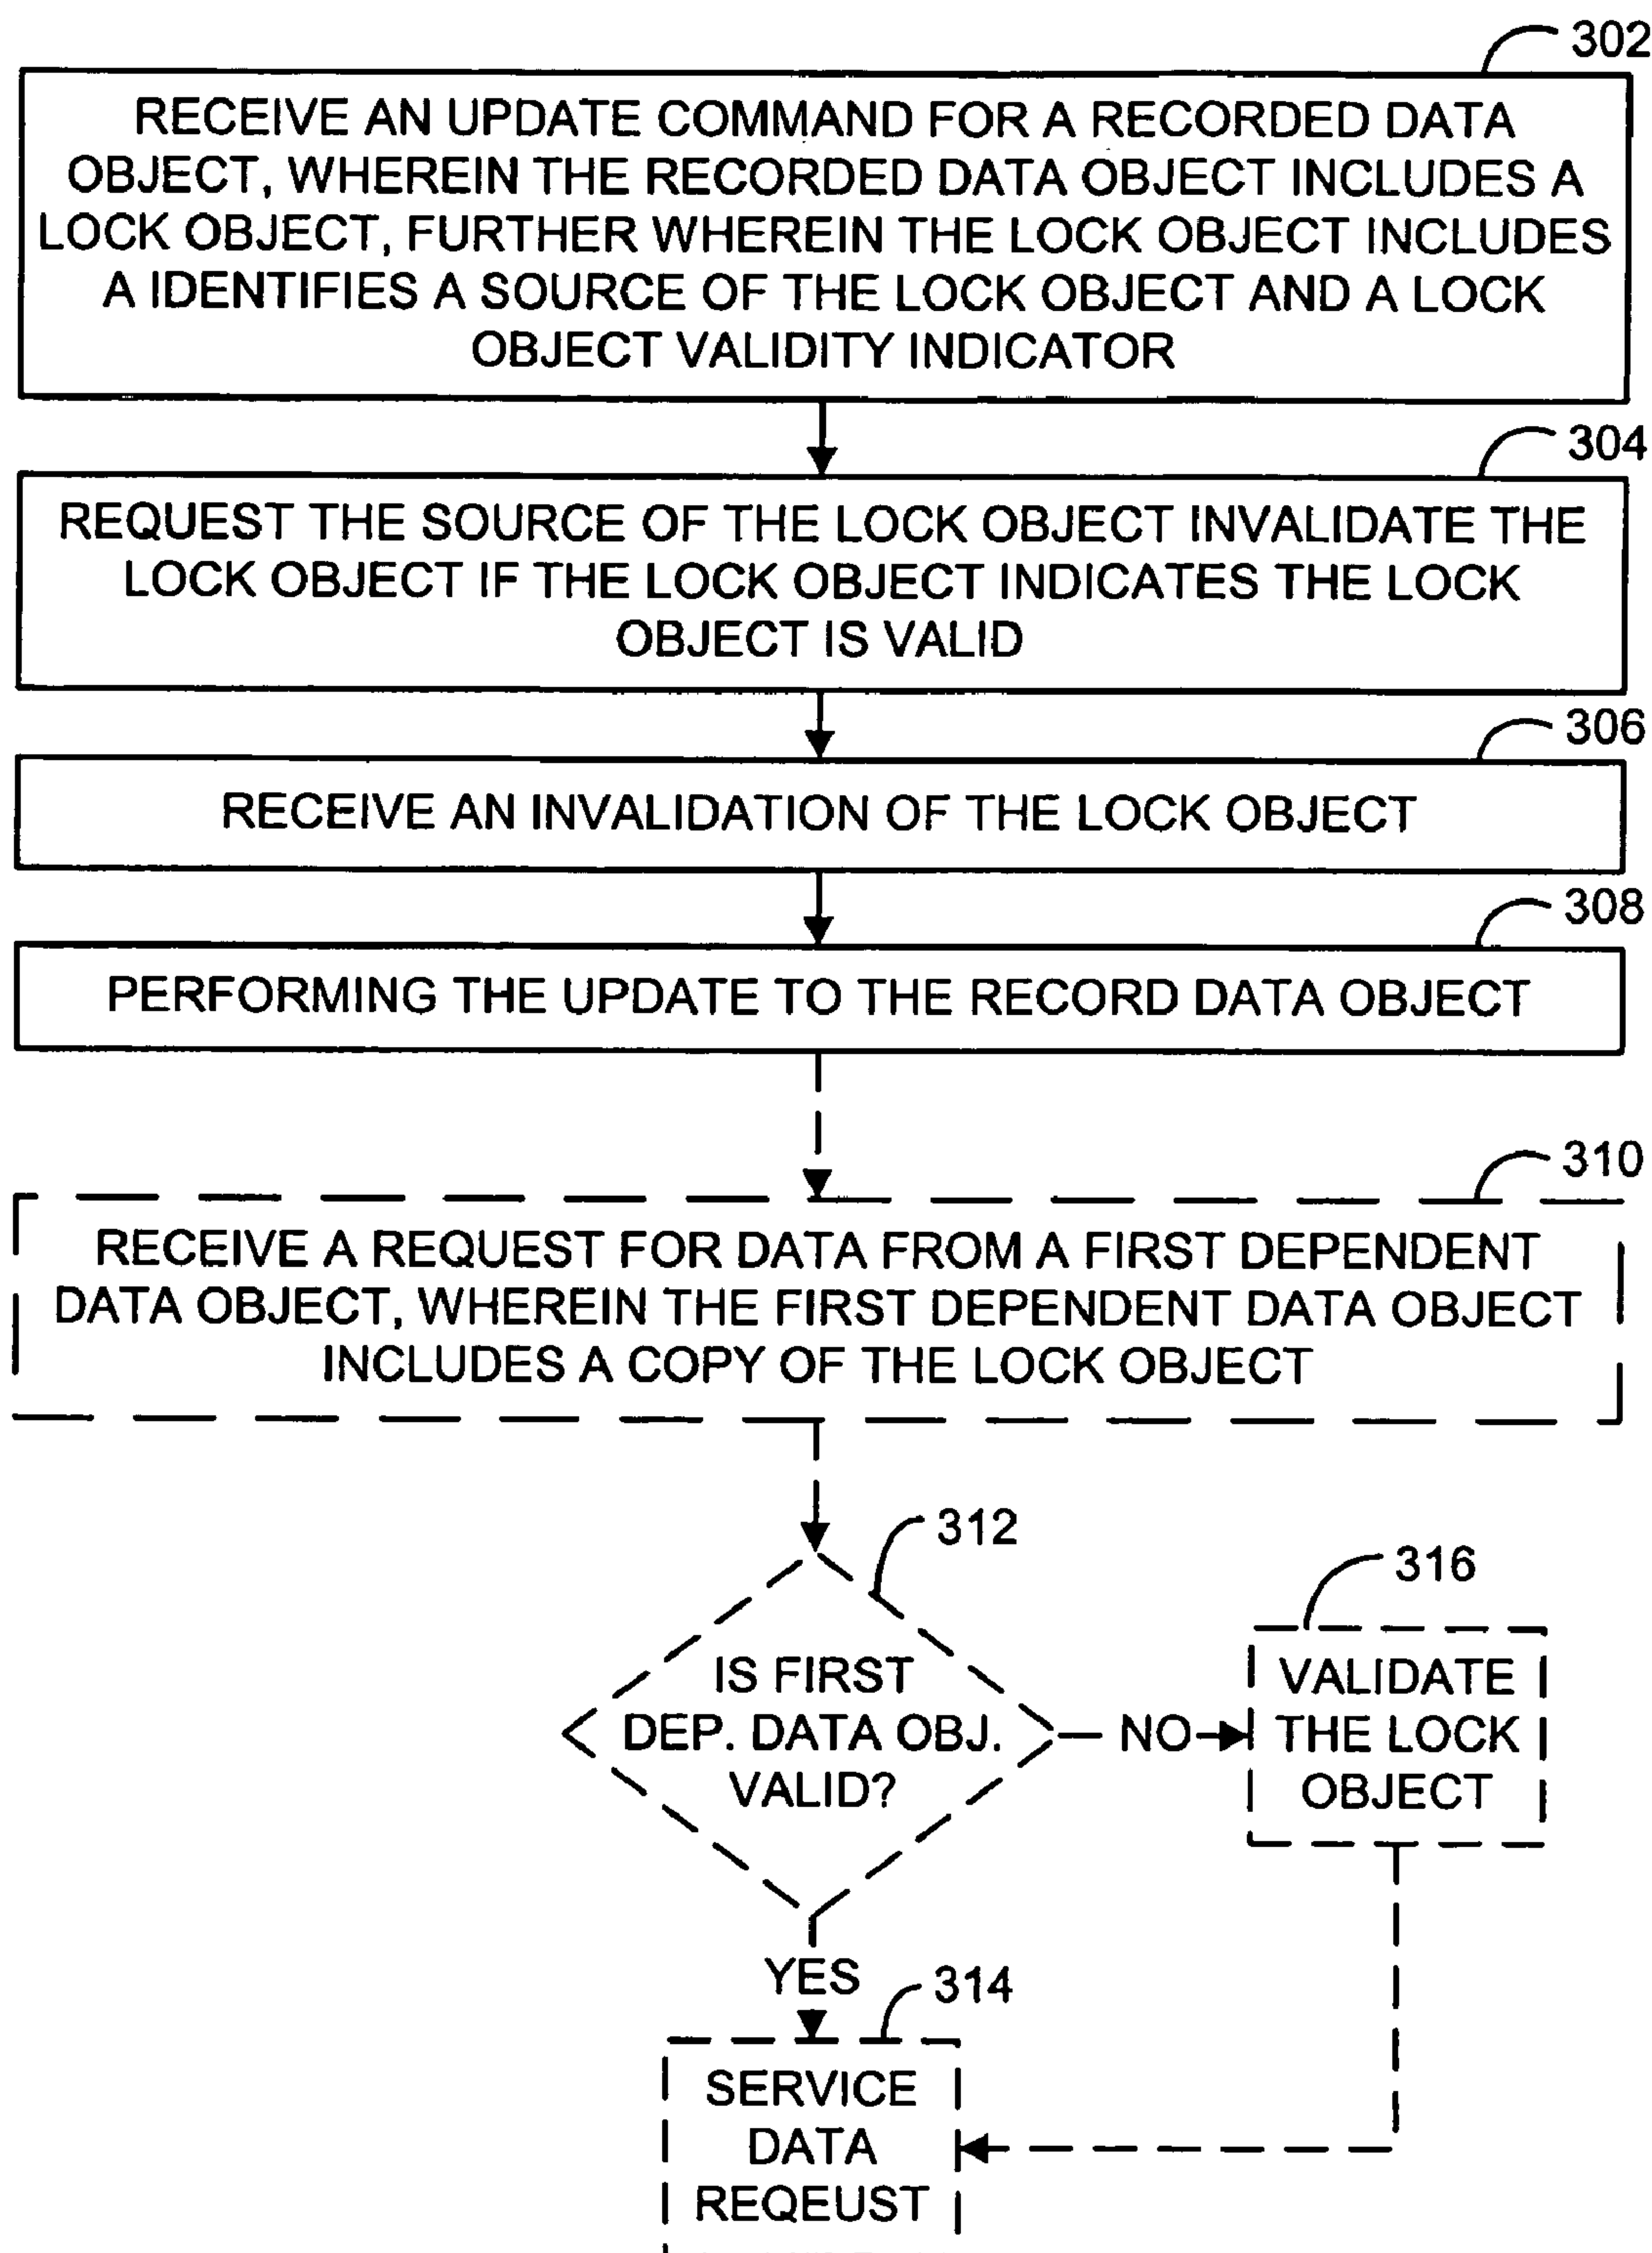 302
RECEIVE AN UPDATE COMMAND FOR A RECORDED DATA
OBJECT, WHEREIN THE RECORDED DATA OBJECT INCLUDES A
LOCK OBJECT, FURTHER WHEREIN THE LOCK OBJECT INCLUDES
A IDENTIFIES A SOURCE OF THE LOCK OBJECT AND A LOCK
OBJECT VALIDITY INDICATOR
304
REQUEST THE SOURCE OF THE LOCK OBJECT INVALIDATE THE
LOCK OBJECT IF THE LOCK OBJECT INDICATES THE LOCK
OBJECT IS VALID
306
RECEIVE AN INVALIDATION OF THE LOCK OBJECT
308
PERFORMING THE UPDATE TO THE RECORD DATA OBJECT
310
RECEIVE A REQUEST FOR DATA FROM A FIRST DEPENDENT
DATA OBJECT, WHEREIN THE FIRST DEPENDENT DATA OBJECT
INCLUDES A COPY OF THE LOCK OBJECT
312
IS FIRST
DEP. DATA OBJ.
VALID?
NO
316
VALIDATE
THE LOCK
OBJECT
YES
314
SERVICE
DATA
REQEUST